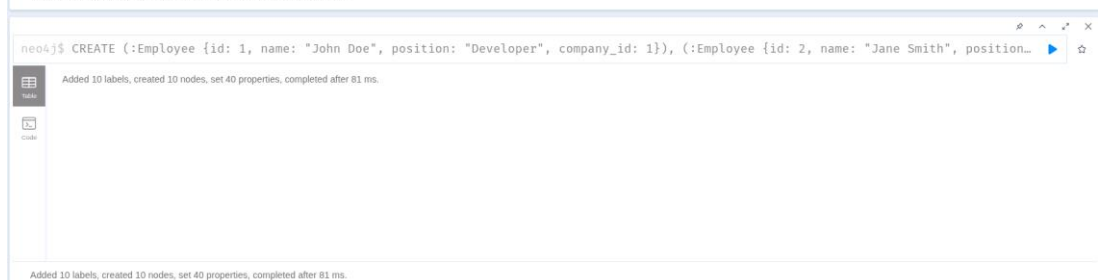 neo4j$ CREATE (:Employee {id: 1, name: "John Doe", position: "Developer", company_id: 1}), (:Employee {id: 2, name: "Jane Smith", position…
Added 10 labels, created 10 nodes, set 40 properties, completed after 81 ms.
Table
Code
Added 10 labels, created 10 nodes, set 40 properties, completed after 81 ms.